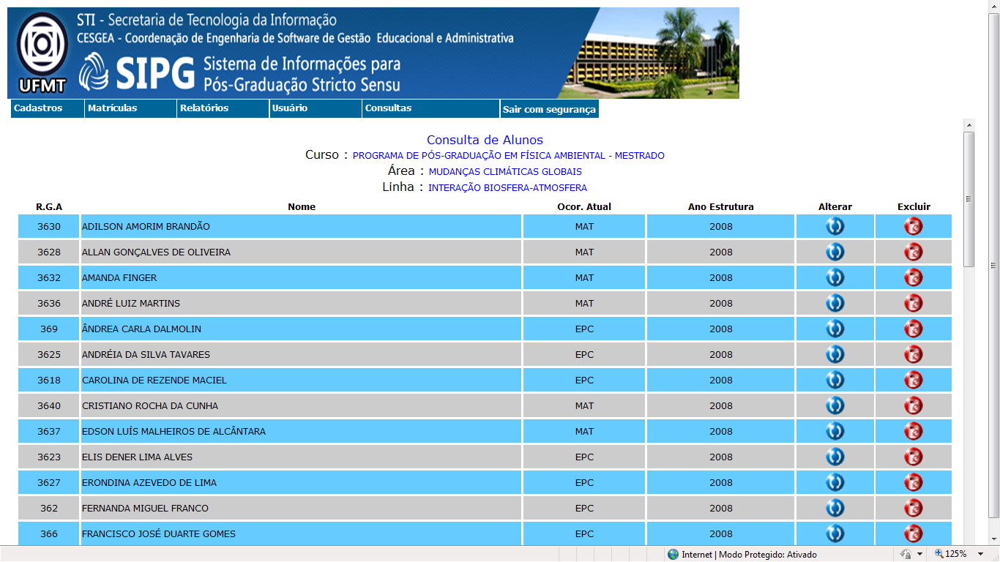 STI - Secretaria de Tecnologia da Informação
CESGEA - Coordenação de Engenharia de Software de Gestão Educacional e Administrativa
UFMT
SIPG
Sistema de Informações para
Pós-Graduação Stricto Sensu
Cadastros Matrículas Relatórios Usuário Consultas Sair com segurança
Consulta de Alunos
Curso : PROGRAMA DE PÓS-GRADUAÇÃO EM FÍSICA AMBIENTAL - MESTRADO
Área : MUDANÇAS CLIMÁTICAS GLOBAIS
Linha : INTERAÇÃO BIOSFERA-ATMOSFERA
R.G.A Nome Ocor. Atual Ano Estrutura Alterar Excluir
3630 ADILSON AMORIM BRANDÃO MAT 2008
3628 ALLAN GONÇALVES DE OLIVEIRA MAT 2008
3632 AMANDA FINGER MAT 2008
3636 ANDRÉ LUIZ MARTINS MAT 2008
369 ÂNDREA CARLA DALMOLIN EPC 2008
3625 ANDRÉIA DA SILVA TAVARES EPC 2008
3618 CAROLINA DE REZENDE MACIEL EPC 2008
3640 CRISTIANO ROCHA DA CUNHA MAT 2008
3637 EDSON LUÍS MALHEIROS DE ALCÂNTARA MAT 2008
3623 ELIS DENER LIMA ALVES EPC 2008
3627 ERONDINA AZEVEDO DE LIMA EPC 2008
362 FERNANDA MIGUEL FRANCO EPC 2008
366 FRANCISCO JOSÉ DUARTE GOMES EPC 2008
Internet | Modo Protegido: Ativado 125%